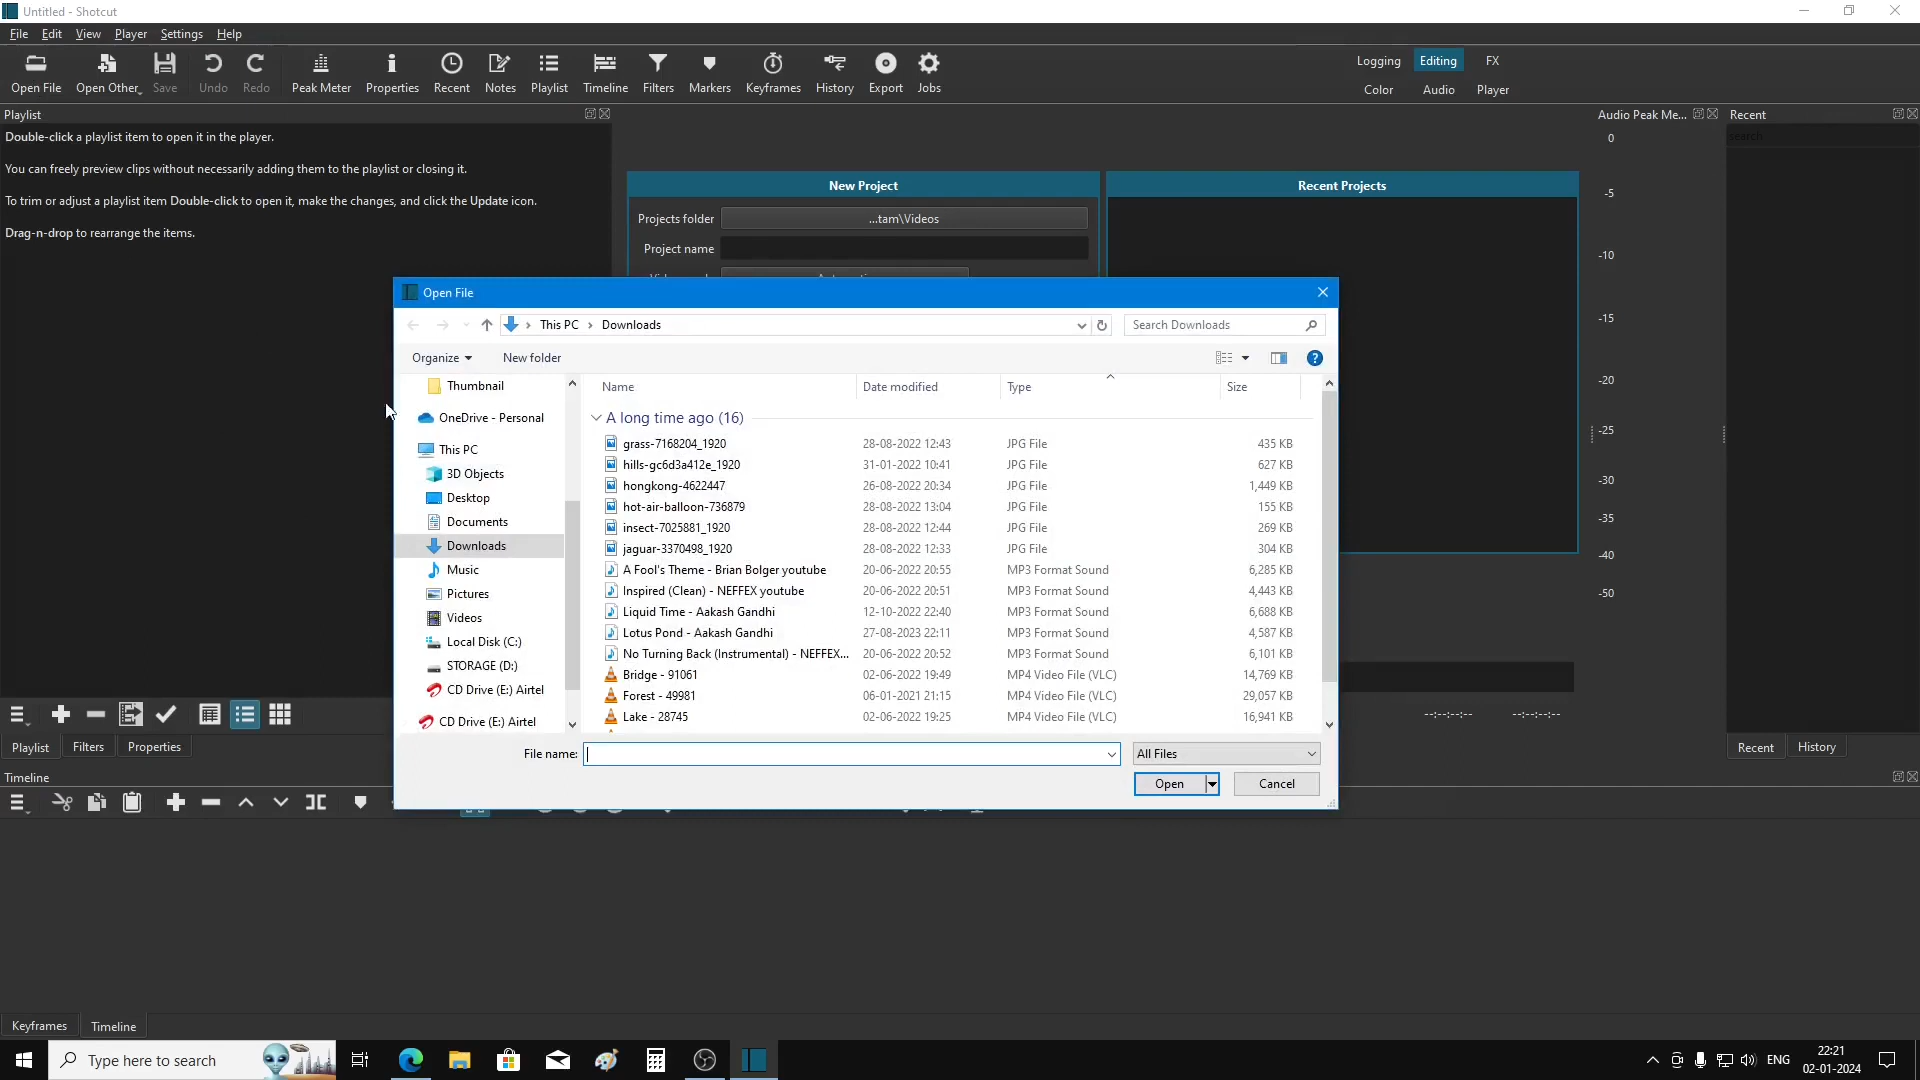 Untitled - Shotcut
File Edit View Player Settings Help
Open File Open Other Save Undo Redo Peak Meter Properties Recent Notes Playlist Timeline Filters Markers Keyframes History Export Jobs
Logging Editing FX
Color Audio Player
Playlist
Double-click a playlist item to open it in the player.
You can freely preview clips without necessarily adding them to the playlist or closing it.
To trim or adjust a playlist item Double-click to open it, make the changes, and click the Update icon.
Drag-n-drop to rearrange the items.
New Project
Projects folder ...tam\Videos
Project name
Recent Projects
Audio Peak Me...
0
-5
-10
-15
-20
-25
-30
-35
-40
-50
Recent
search
Open File
This PC › Downloads
Search Downloads
Organize New folder
Thumbnail
OneDrive - Personal
This PC
3D Objects
Desktop
Documents
Downloads
Music
Pictures
Videos
Local Disk (C:)
STORAGE (D:)
CD Drive (E:) Airtel
CD Drive (E:) Airtel
Name Date modified Type Size
A long time ago (16)
grass-7168204_1920 28-08-2022 12:43 JPG File 435 KB
hills-gc6d3a412e_1920 31-01-2022 10:41 JPG File 627 KB
hongkong-4622447 26-08-2022 20:34 JPG File 1,449 KB
hot-air-balloon-736879 28-08-2022 13:04 JPG File 155 KB
insect-7025881_1920 28-08-2022 12:44 JPG File 269 KB
jaguar-3370498_1920 28-08-2022 12:33 JPG File 304 KB
A Fool's Theme - Brian Bolger youtube 20-06-2022 20:55 MP3 Format Sound 6,285 KB
Inspired (Clean) - NEFFEX youtube 20-06-2022 20:51 MP3 Format Sound 4,443 KB
Liquid Time - Aakash Gandhi 12-10-2022 22:40 MP3 Format Sound 6,688 KB
Lotus Pond - Aakash Gandhi 27-08-2023 22:11 MP3 Format Sound 4,587 KB
No Turning Back (Instrumental) - NEFFEX... 20-06-2022 20:52 MP3 Format Sound 6,101 KB
Bridge - 91061 02-06-2022 19:49 MP4 Video File (VLC) 14,769 KB
Forest - 49981 06-01-2021 21:15 MP4 Video File (VLC) 29,057 KB
Lake - 28745 02-06-2022 19:25 MP4 Video File (VLC) 16,941 KB
File name: All Files
Open Cancel
--:--:--:-- --:--:--:--
Playlist Filters Properties
Recent History
Timeline
Keyframes Timeline
Type here to search
ENG
22:21
02-01-2024